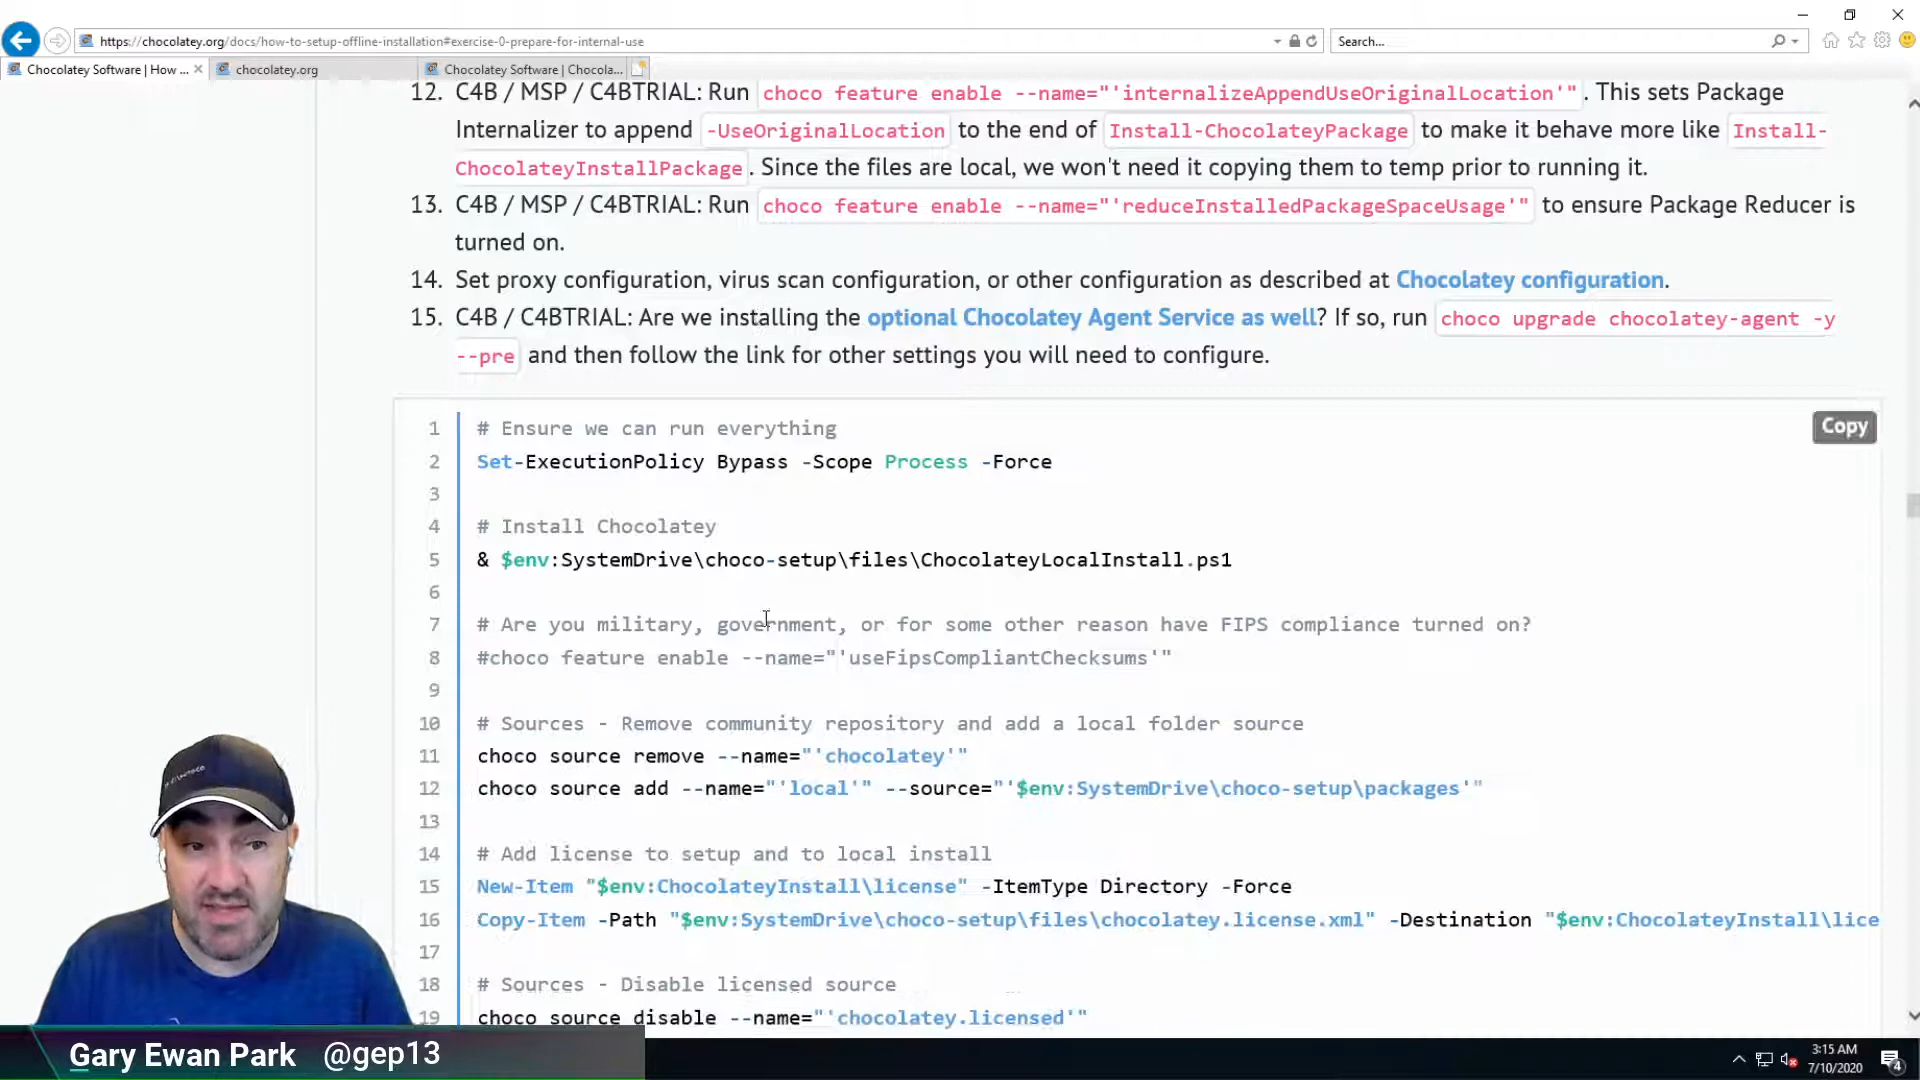 https://chocolatey.org/docs/how-to-setup-offline-installation#exercise-0-prepare-for-internal-use
Search...
Chocolatey Software | How ...
chocolatey.org
Chocolatey Software | Chocola...
12. C4B / MSP / C4BTRIAL: Run choco feature enable --name="'internalizeAppendUseOriginalLocation'" . This sets Package
Internalizer to append -UseOriginalLocation to the end of Install-ChocolateyPackage to make it behave more like Install-
ChocolateyInstallPackage . Since the files are local, we won't need it copying them to temp prior to running it.
13. C4B / MSP / C4BTRIAL: Run choco feature enable --name="'reduceInstalledPackageSpaceUsage'" to ensure Package Reducer is
turned on.
14. Set proxy configuration, virus scan configuration, or other configuration as described at Chocolatey configuration.
15. C4B / C4BTRIAL: Are we installing the optional Chocolatey Agent Service as well? If so, run choco upgrade chocolatey-agent -y
--pre and then follow the link for other settings you will need to configure.
Copy
1 # Ensure we can run everything
2 Set-ExecutionPolicy Bypass -Scope Process -Force
3
4 # Install Chocolatey
5 & $env:SystemDrive\choco-setup\files\ChocolateyLocalInstall.ps1
6
7 # Are you military, government, or for some other reason have FIPS compliance turned on?
8 #choco feature enable --name="'useFipsCompliantChecksums'"
9
10 # Sources - Remove community repository and add a local folder source
11 choco source remove --name="'chocolatey'"
12 choco source add --name="'local'" --source="'$env:SystemDrive\choco-setup\packages'"
13
14 # Add license to setup and to local install
15 New-Item "$env:ChocolateyInstall\license" -ItemType Directory -Force
16 Copy-Item -Path "$env:SystemDrive\choco-setup\files\chocolatey.license.xml" -Destination "$env:ChocolateyInstall\lice
17
18 # Sources - Disable licensed source
19 choco source disable --name="'chocolatey.licensed'"
Gary Ewan Park @gep13
3:15 AM
7/10/2020
4